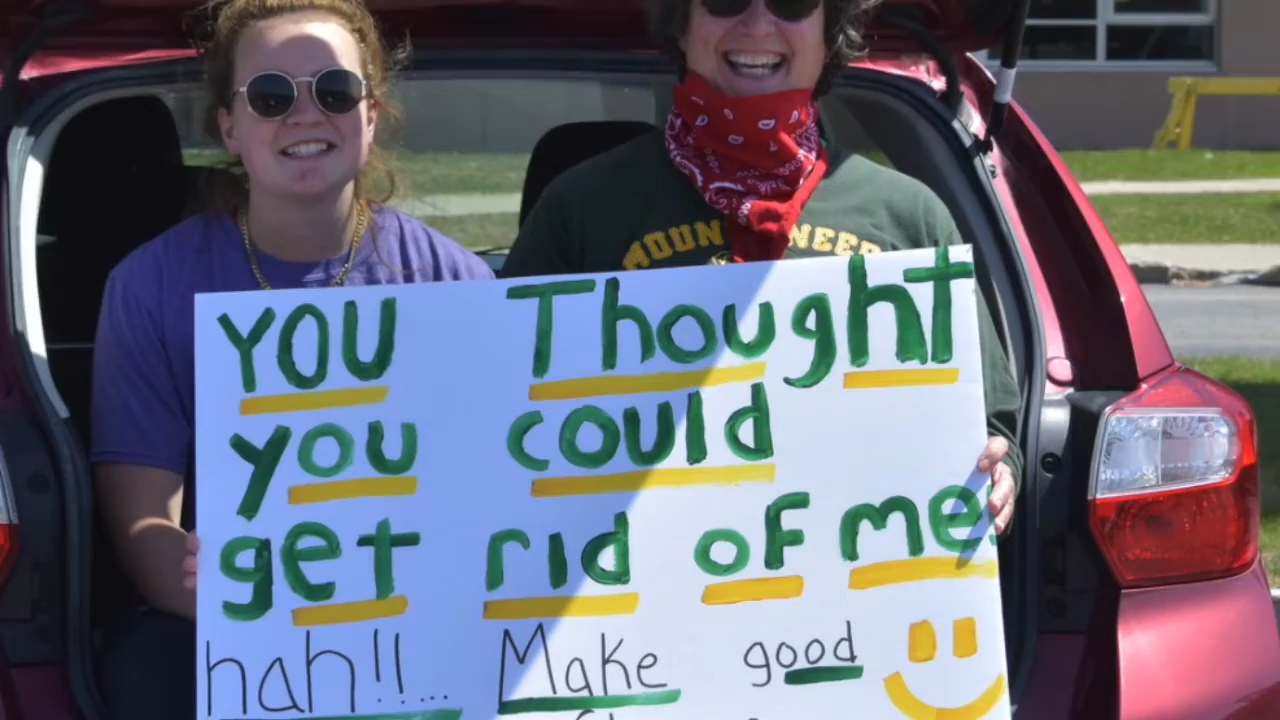 MOUN NEER
YOU Thought
you could
get rid of me
hah!!... Make good